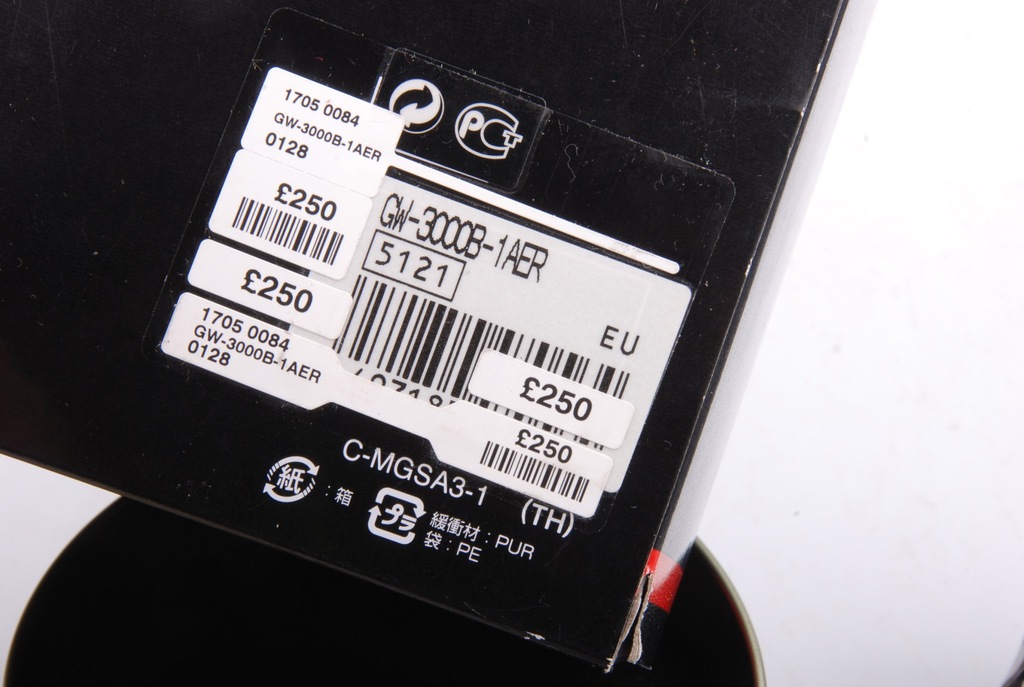 1705 0084
GW-3000B-1AER
0128
£250
£250
1705 0084
GW-3000B-1AER
0128
PCT
GW-3000B-1AER
5121
EU
£250
£250
C-MGSA3-1
(TH)
紙 : 箱
プラ 緩衝材 : PUR
袋 : PE